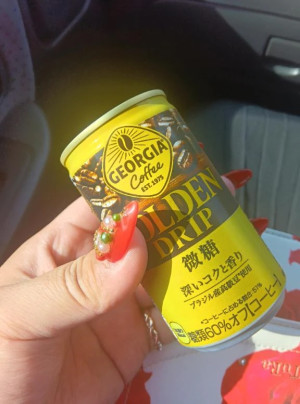 GEORGIA
Coffee
EST. 1975
GOLDEN
DRIP
微糖
深いコクと香り
ブラジル産高級豆使用
糖類60%オフ[コーヒー]